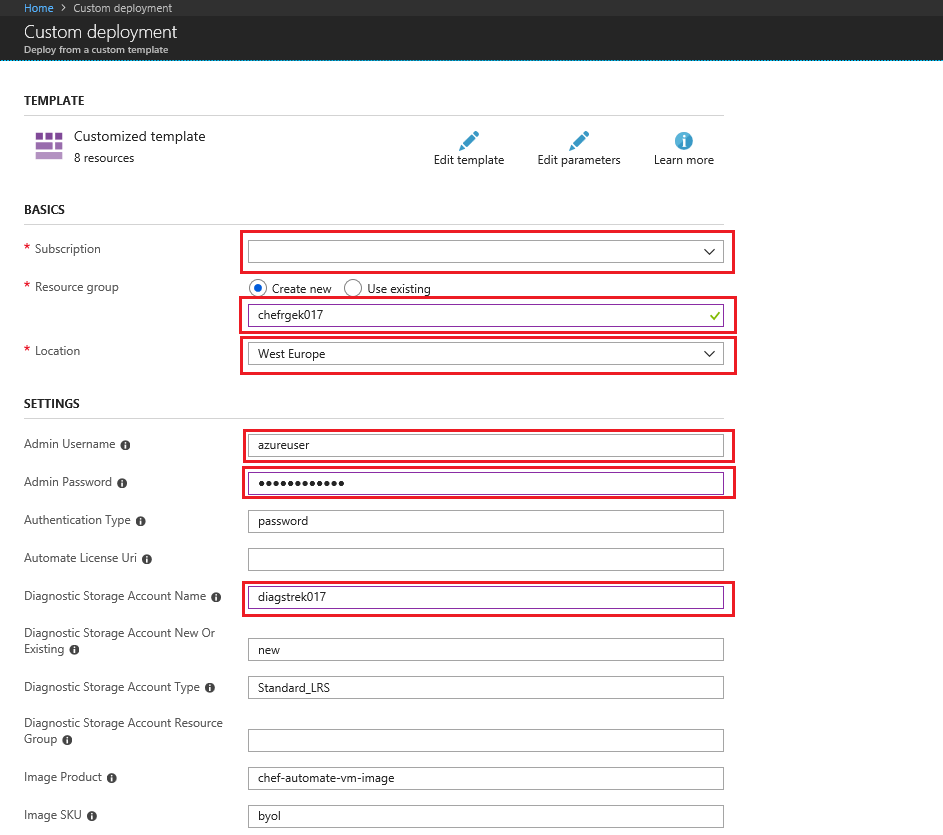 Home > Custom deployment
Custom deployment
Deploy from a custom template
TEMPLATE
Customized template
8 resources
Edit template
Edit parameters
Learn more
BASICS
* Subscription
* Resource group
Create new
Use existing
chefrgek017
* Location
West Europe
SETTINGS
Admin Username
azureuser
Admin Password
••••••••••••
Authentication Type
password
Automate License Uri
Diagnostic Storage Account Name
diagstrek017
Diagnostic Storage Account New Or
Existing
new
Diagnostic Storage Account Type
Standard_LRS
Diagnostic Storage Account Resource
Group
Image Product
chef-automate-vm-image
Image SKU
byol